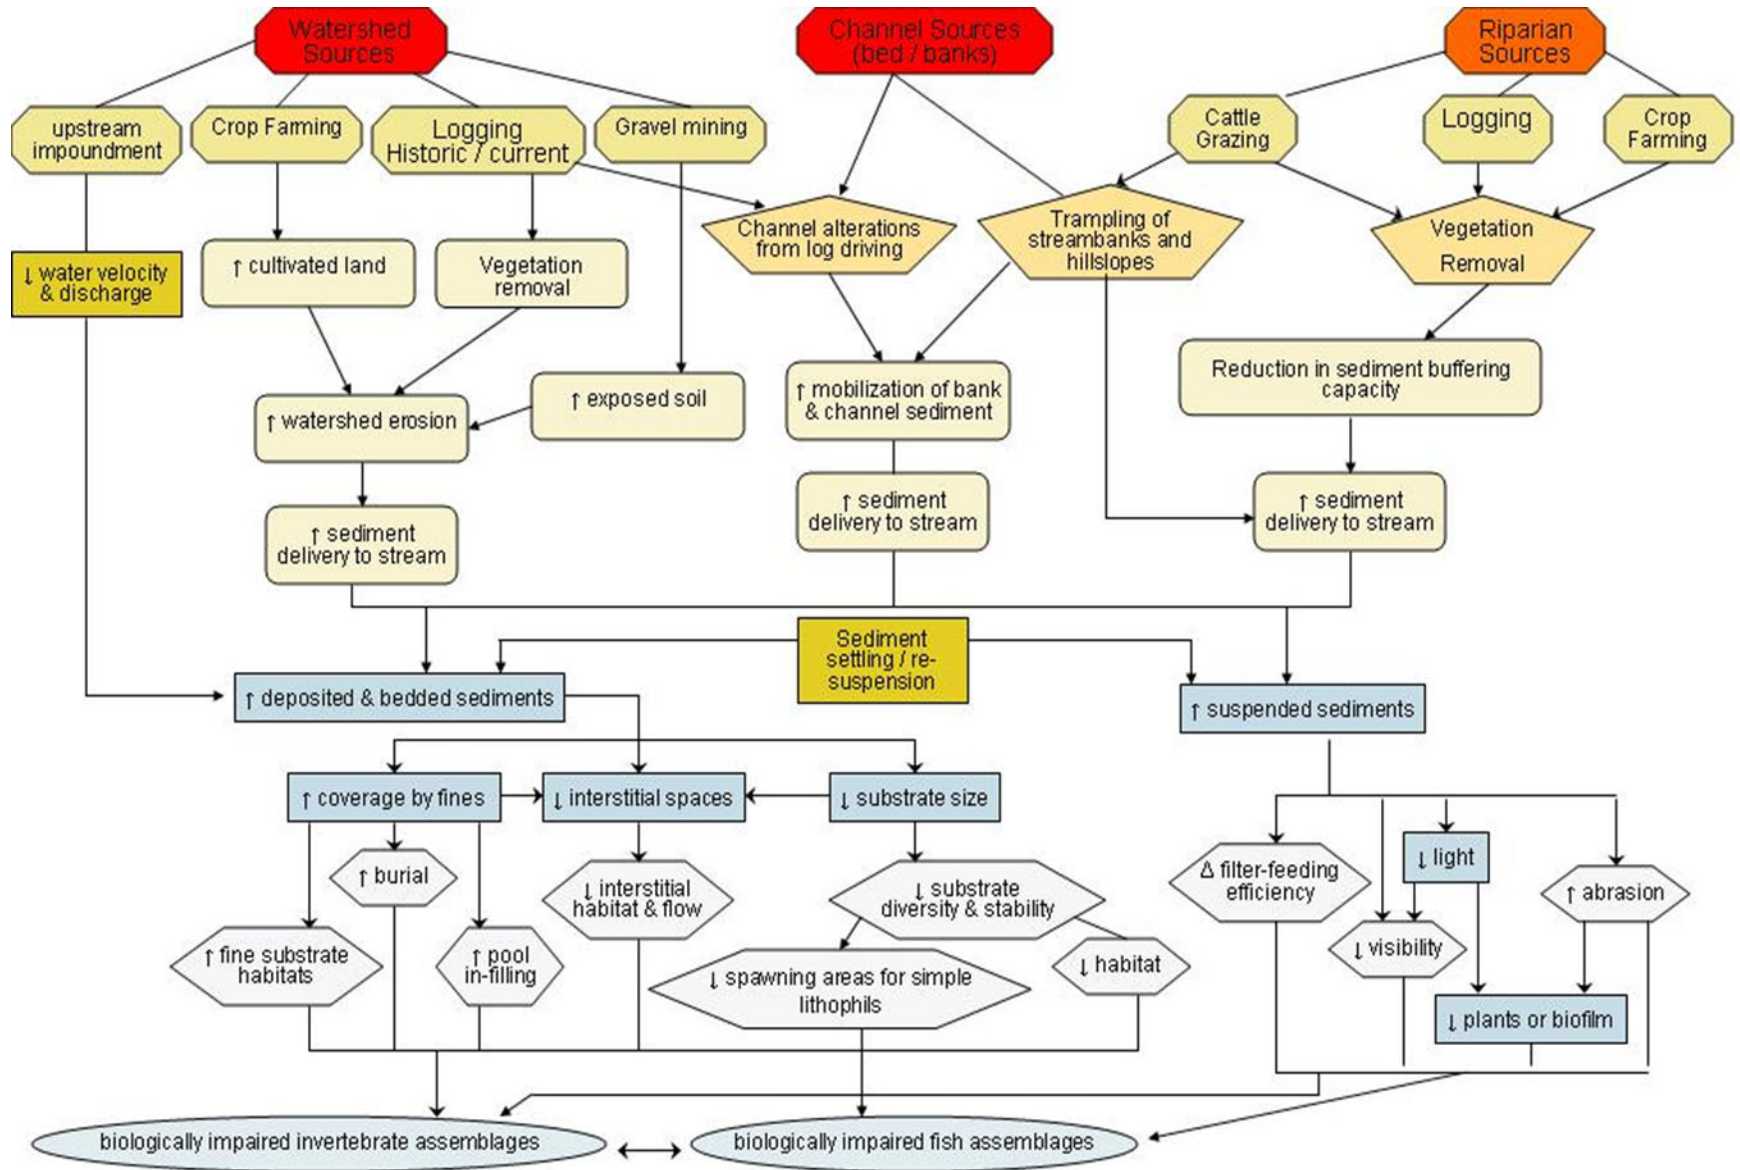 Watershed
Sources
Channel Sources
(bed / banks)
Riparian
Sources
upstream
impoundment
Crop Farming
Logging
Historic / current
Gravel mining
Cattle
Grazing
Logging
Crop
Farming
↓ water velocity
& discharge
↑ cultivated land
Vegetation
removal
Channel alterations
from log driving
Trampling of
streambanks and
hillslopes
Vegetation
Removal
↑ watershed erosion
↑ exposed soil
↑ mobilization of bank
& channel sediment
Reduction in sediment buffering
capacity
↑ sediment
delivery to stream
↑ sediment
delivery to stream
↑ sediment
delivery to stream
Sediment
settling / re-
suspension
↑ deposited & bedded sediments
↑ suspended sediments
↑ coverage by fines
↓ interstitial spaces
↓ substrate size
↑ burial
↓ interstitial
habitat & flow
↓ substrate
diversity & stability
Δ filter-feeding
efficiency
↓ light
↑ abrasion
↑ fine substrate
habitats
↑ pool
in-filling
↓ spawning areas for simple
lithophils
↓ habitat
↓ visibility
↓ plants or biofilm
biologically impaired invertebrate assemblages
biologically impaired fish assemblages